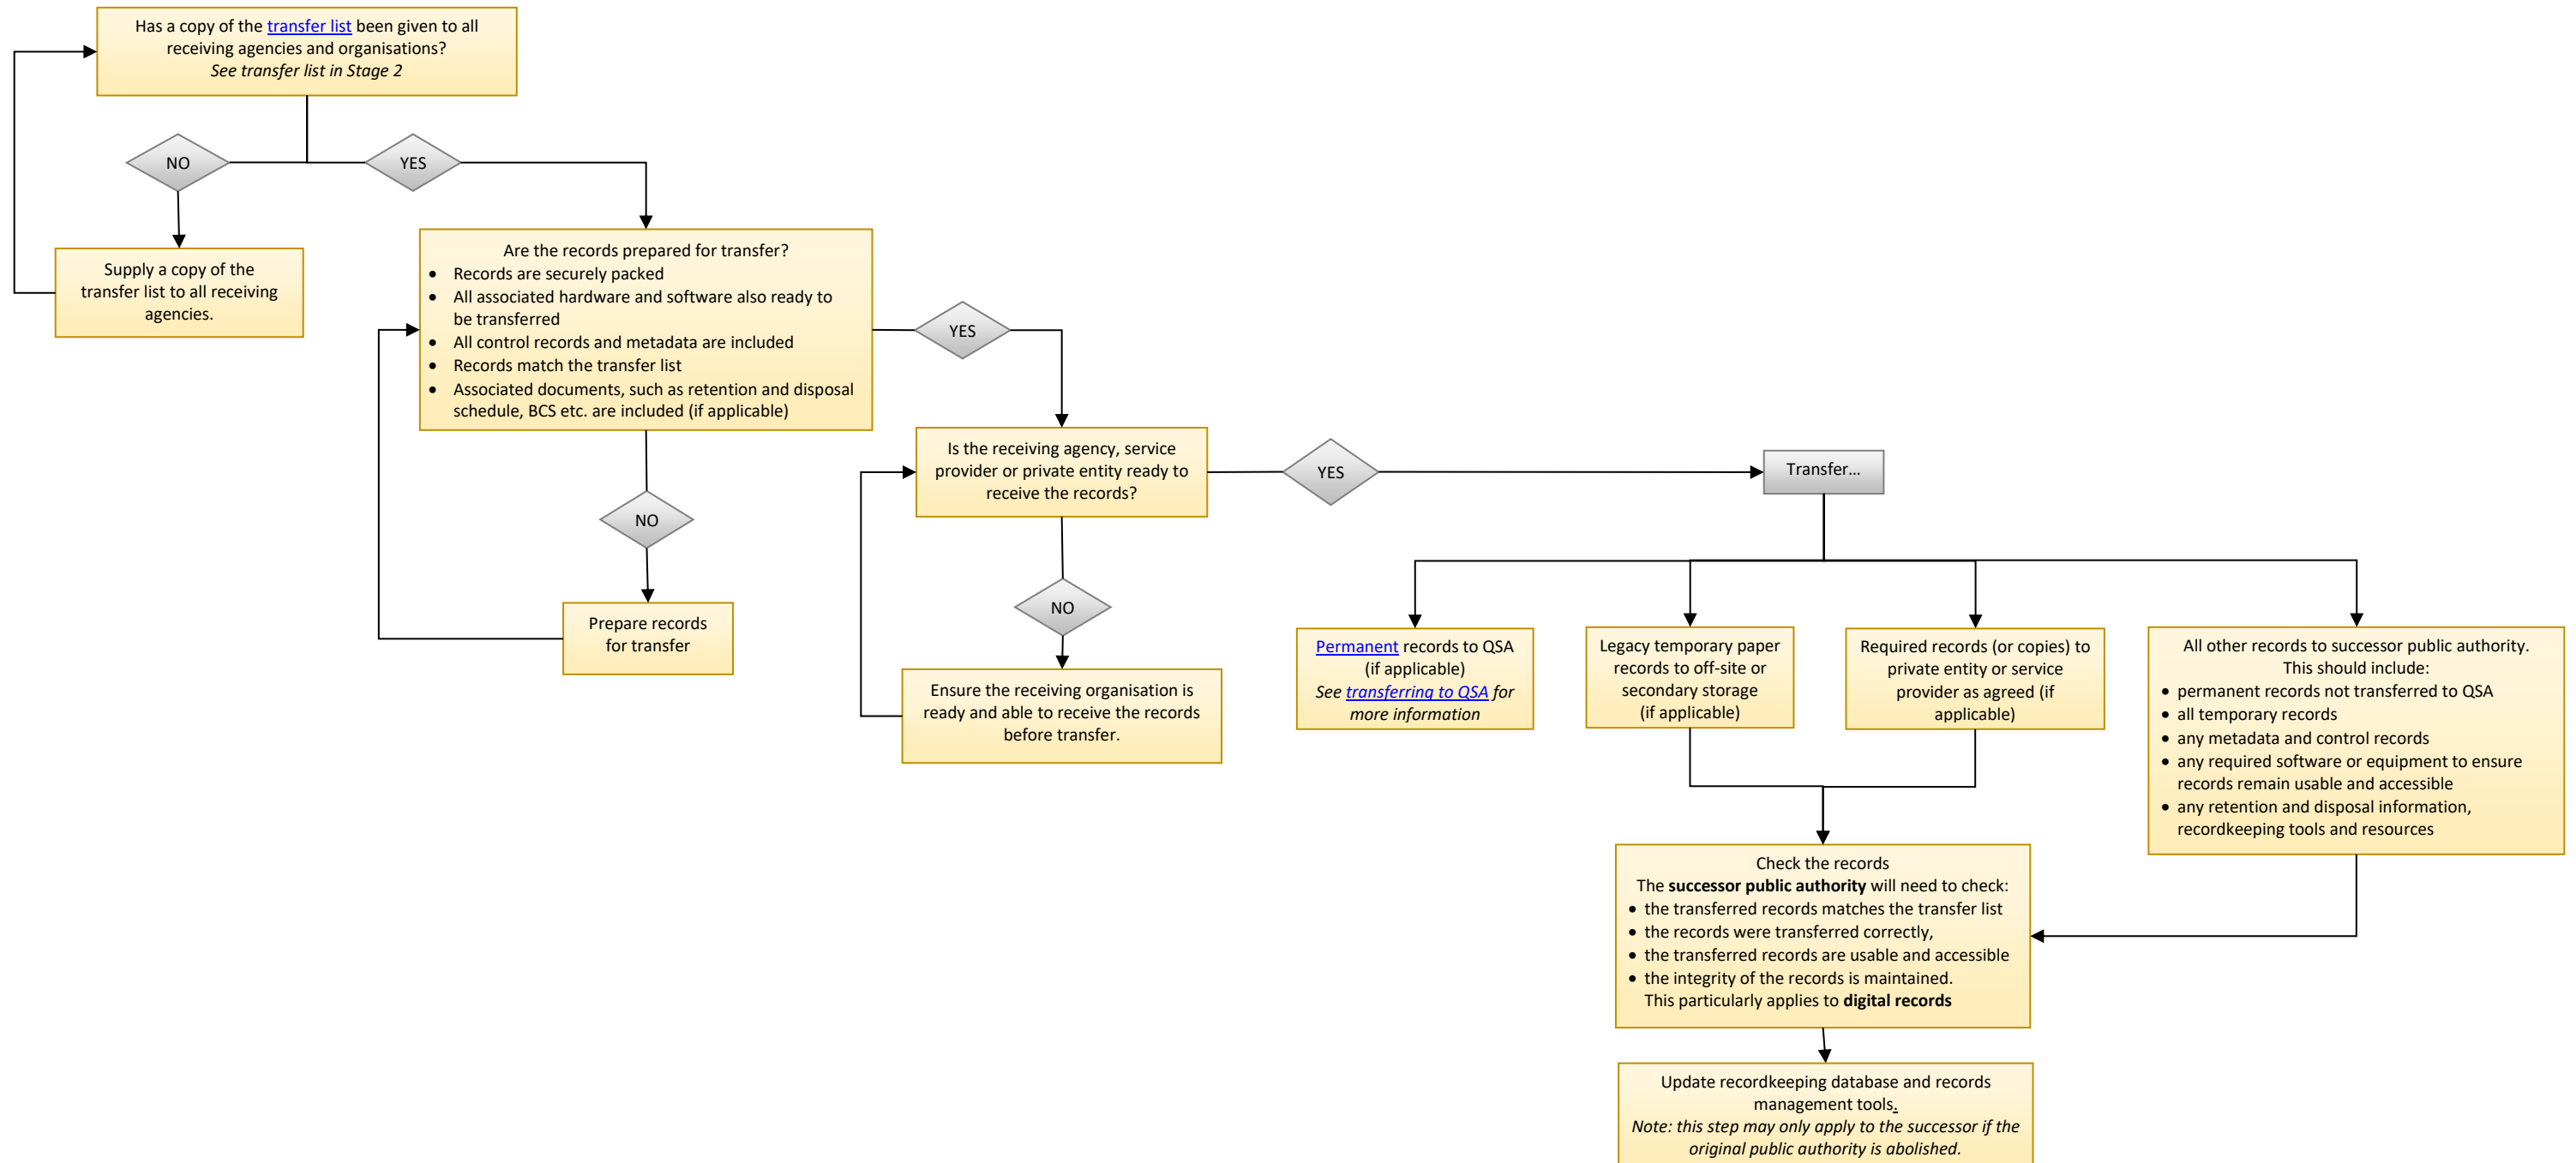 Has a copy of the transfer list been given to all
receiving agencies and organisations?
See transfer list in Stage 2
NO
YES
Supply a copy of the
transfer list to all receiving
agencies.
Are the records prepared for transfer?
• Records are securely packed
• All associated hardware and software also ready to
be transferred
• All control records and metadata are included
• Records match the transfer list
• Associated documents, such as retention and disposal
schedule, BCS etc. are included (if applicable)
YES
NO
Prepare records
for transfer
Is the receiving agency, service
provider or private entity ready to
receive the records?
YES
NO
Ensure the receiving organisation is
ready and able to receive the records
before transfer.
Transfer...
Permanent records to QSA
(if applicable)
See transferring to QSA for
more information
Legacy temporary paper
records to off-site or
secondary storage
(if applicable)
Required records (or copies) to
private entity or service
provider as agreed (if
applicable)
All other records to successor public authority.
This should include:
• permanent records not transferred to QSA
• all temporary records
• any metadata and control records
• any required software or equipment to ensure
records remain usable and accessible
• any retention and disposal information,
recordkeeping tools and resources
Check the records
The successor public authority will need to check:
• the transferred records matches the transfer list
• the records were transferred correctly,
• the transferred records are usable and accessible
• the integrity of the records is maintained.
This particularly applies to digital records
Update recordkeeping database and records
management tools.
Note: this step may only apply to the successor if the
original public authority is abolished.